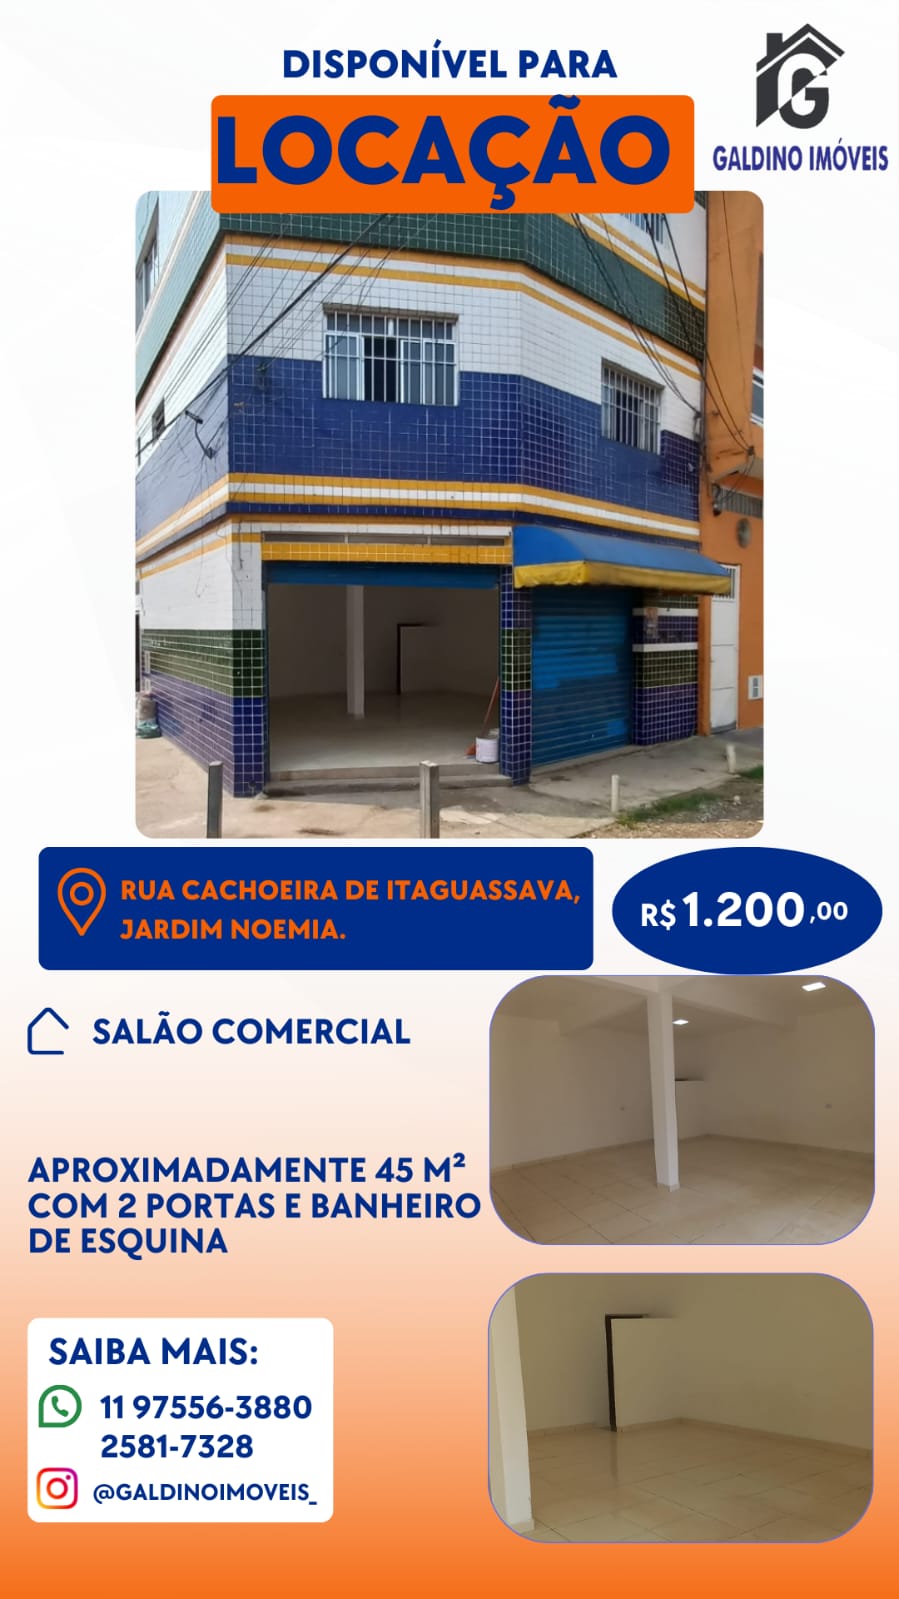 DISPONÍVEL PARA
LOCAÇÃO
G
GALDINO IMÓVEIS
RUA CACHOEIRA DE ITAGUASSAVA,
JARDIM NOEMIA.
R$ 1.200,00
SALÃO COMERCIAL
APROXIMADAMENTE 45 M²
COM 2 PORTAS E BANHEIRO
DE ESQUINA
SAIBA MAIS:
11 97556-3880
2581-7328
@GALDINOIMOVEIS_